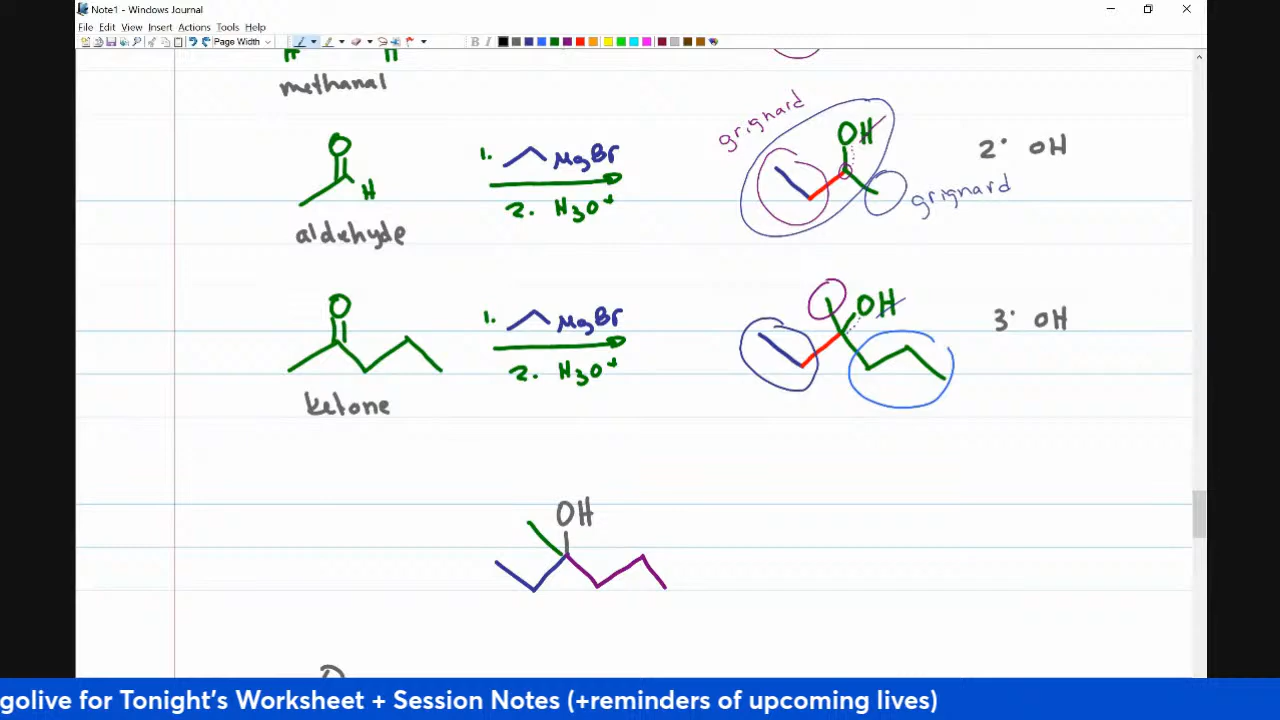 Note1 - Windows Journal
File Edit View Insert Actions Tools Help
Page Width
B I
H H
methanal
grignard
O
H
aldehyde
1. MgBr
2. H3O+
OH
grignard
2° OH
O
ketone
1. MgBr
2. H3O+
OH
3° OH
OH
golive for Tonight's Worksheet + Session Notes (+reminders of upcoming lives)